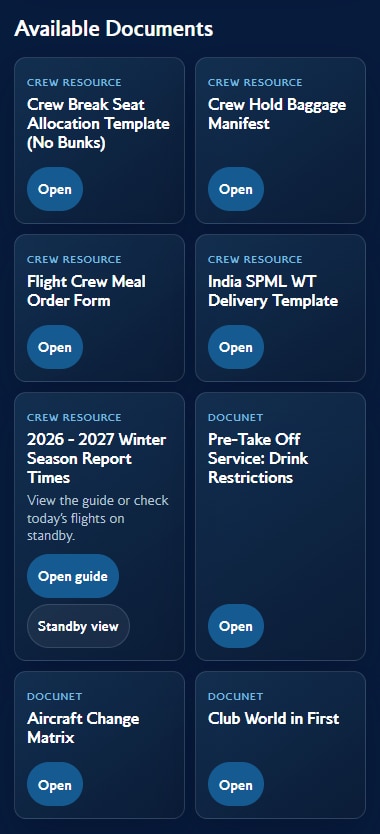 Available Documents
CREW RESOURCE
Crew Break Seat
Allocation Template
(No Bunks)
Open
CREW RESOURCE
Crew Hold Baggage
Manifest
Open
CREW RESOURCE
Flight Crew Meal
Order Form
Open
CREW RESOURCE
India SPML WT
Delivery Template
Open
CREW RESOURCE
2026 - 2027 Winter
Season Report
Times
View the guide or check
today's flights on
standby.
Open guide
Standby view
DOCUNET
Pre-Take Off
Service: Drink
Restrictions
Open
DOCUNET
Aircraft Change
Matrix
Open
DOCUNET
Club World in First
Open